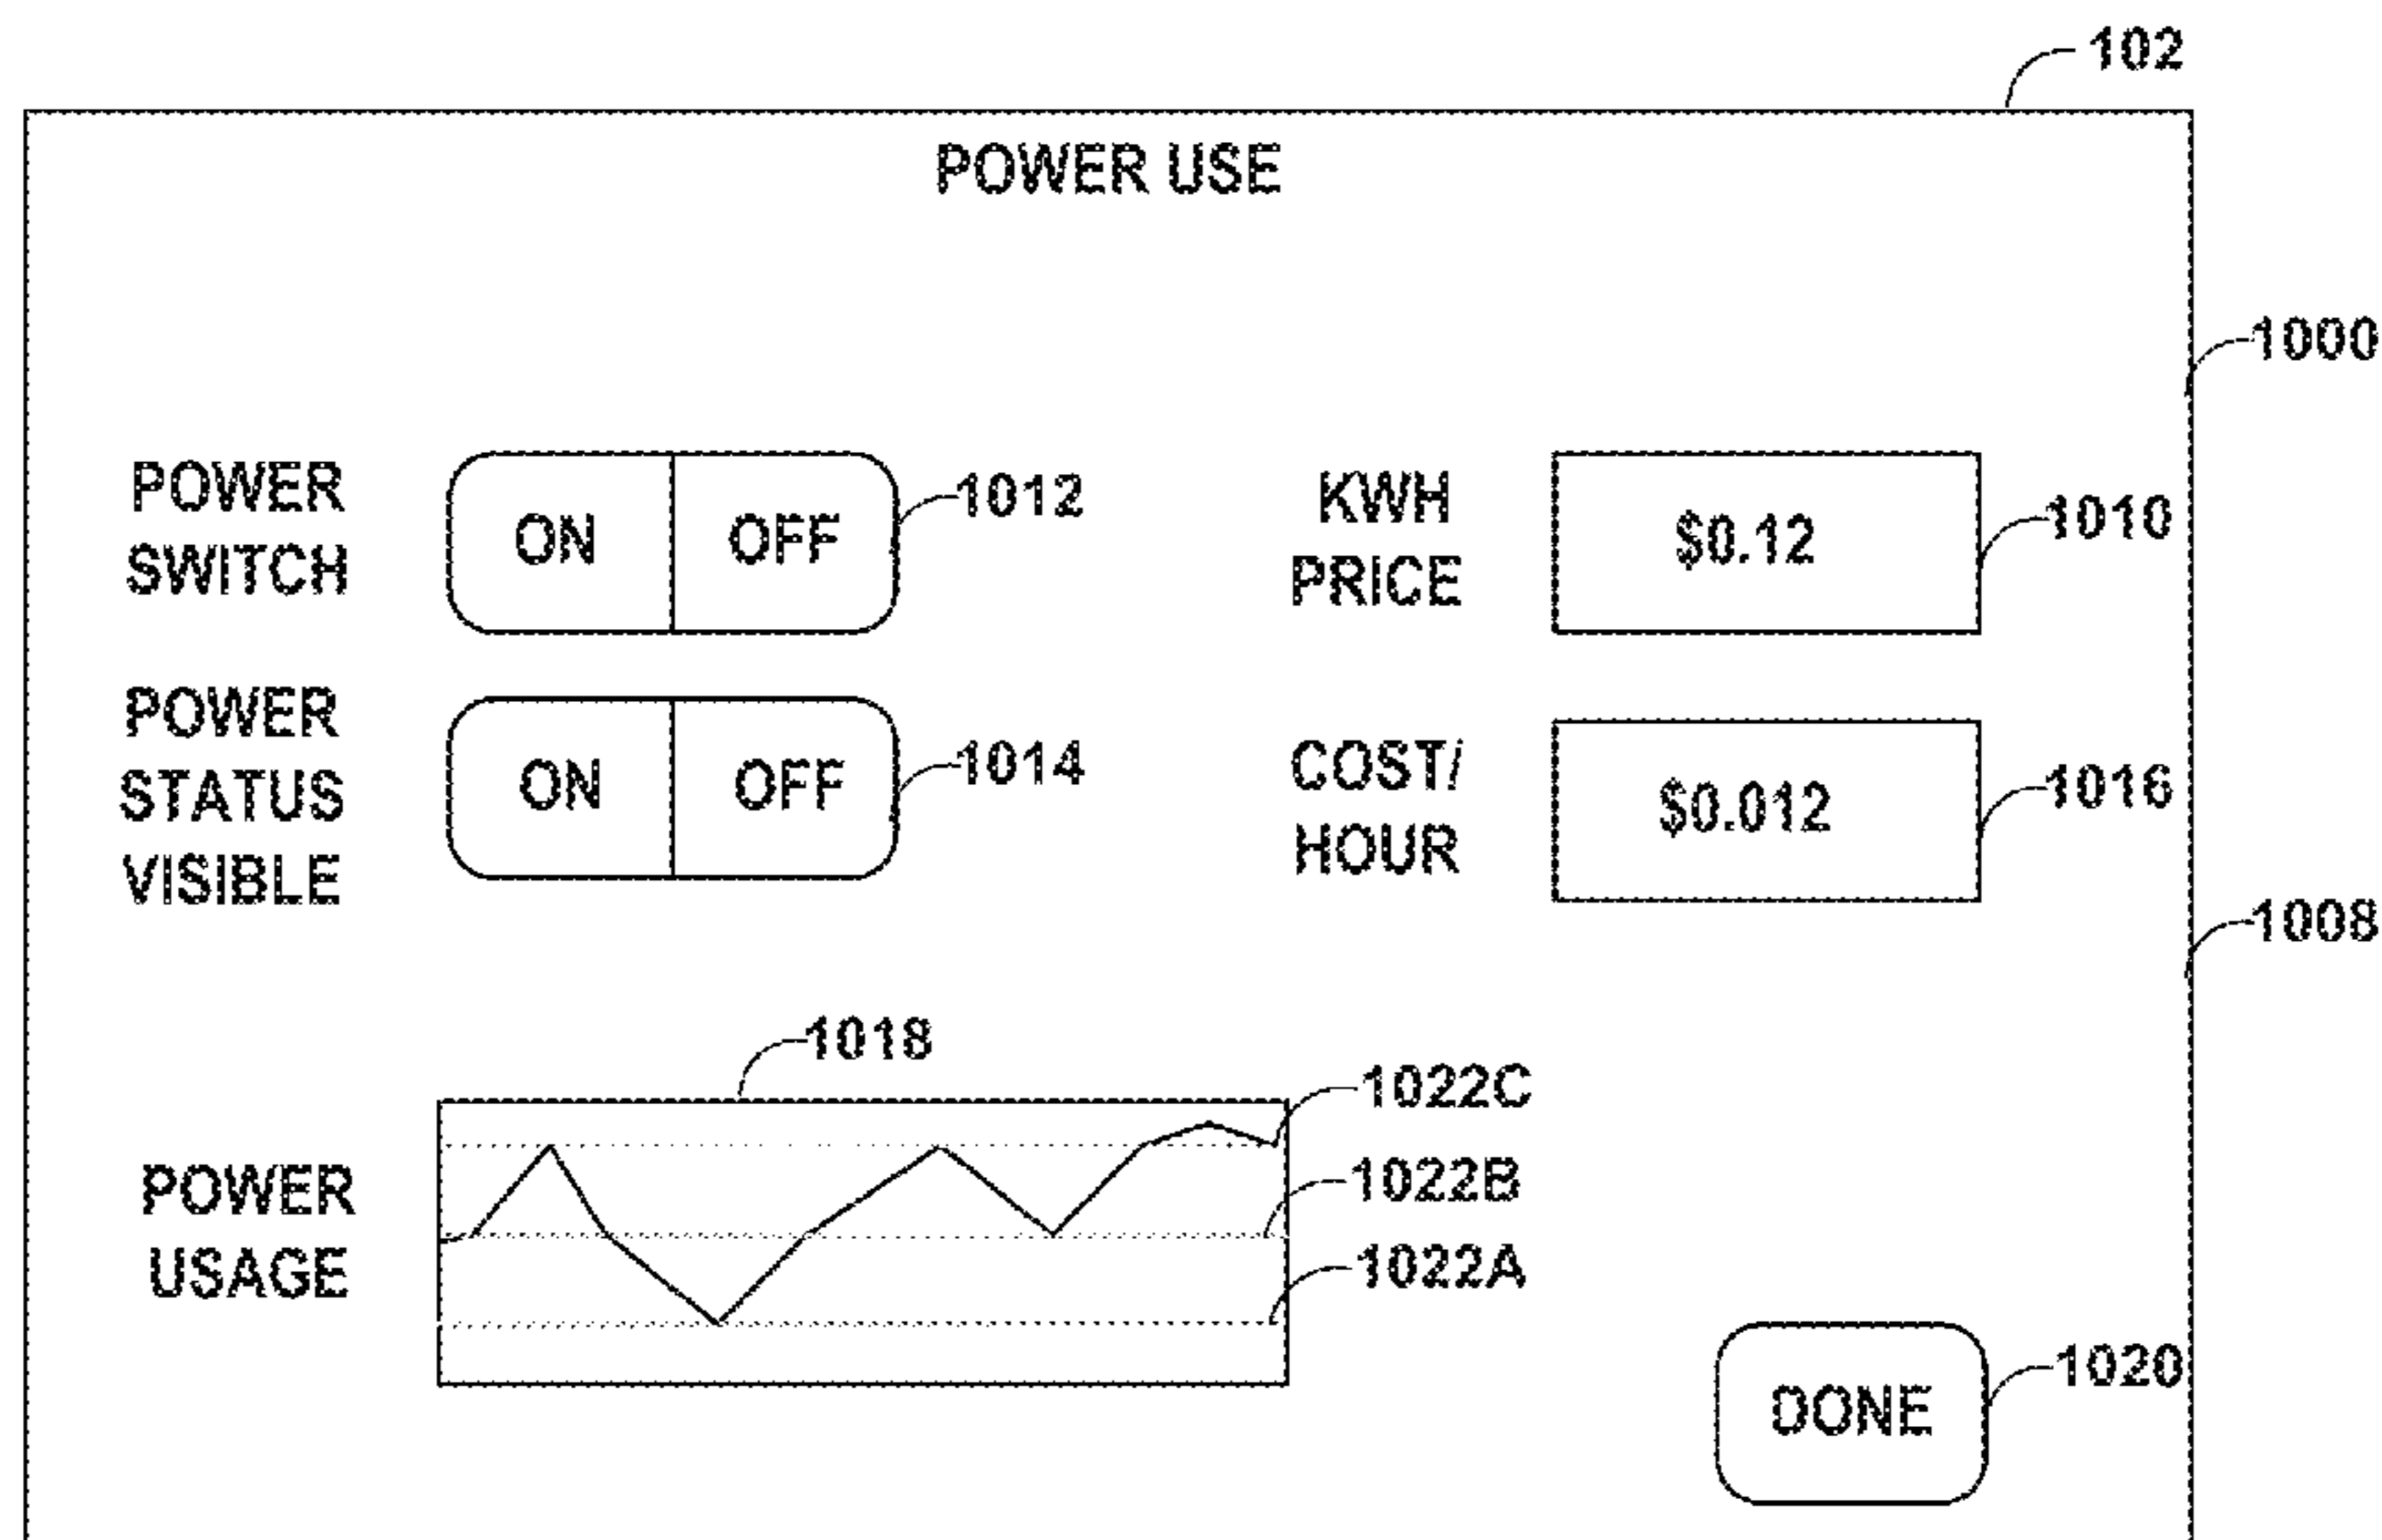 102
POWER USE
1000
POWER
SWITCH
ON OFF
1012
KWH
PRICE
$0.12
1010
POWER
STATUS
VISIBLE
ON OFF
1014
COST/
HOUR
$0.012
1016
1008
1018
1022C
1022B
1022A
POWER
USAGE
DONE
1020